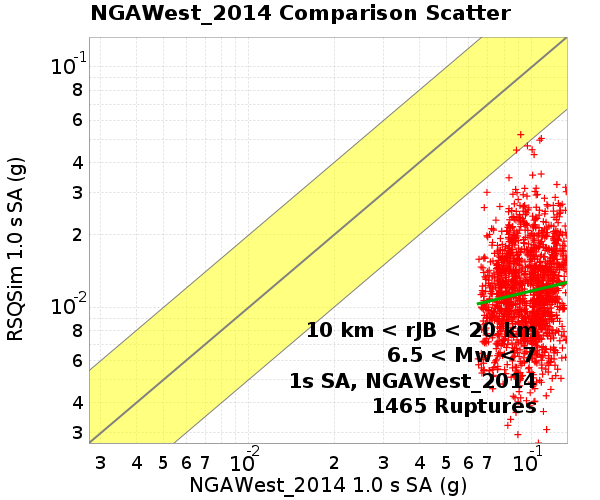 NGAWest_2014 Comparison Scatter
RSQSim 1.0 s SA (g)
10⁻¹
8
6
4
3
2
10⁻²
8
6
4
3
10 km < rJB < 20 km
6.5 < Mw < 7
1s SA, NGAWest_2014
1465 Ruptures
3 4 5 6 7 10⁻² 2 3 4 5 6 7 10⁻¹
NGAWest_2014 1.0 s SA (g)